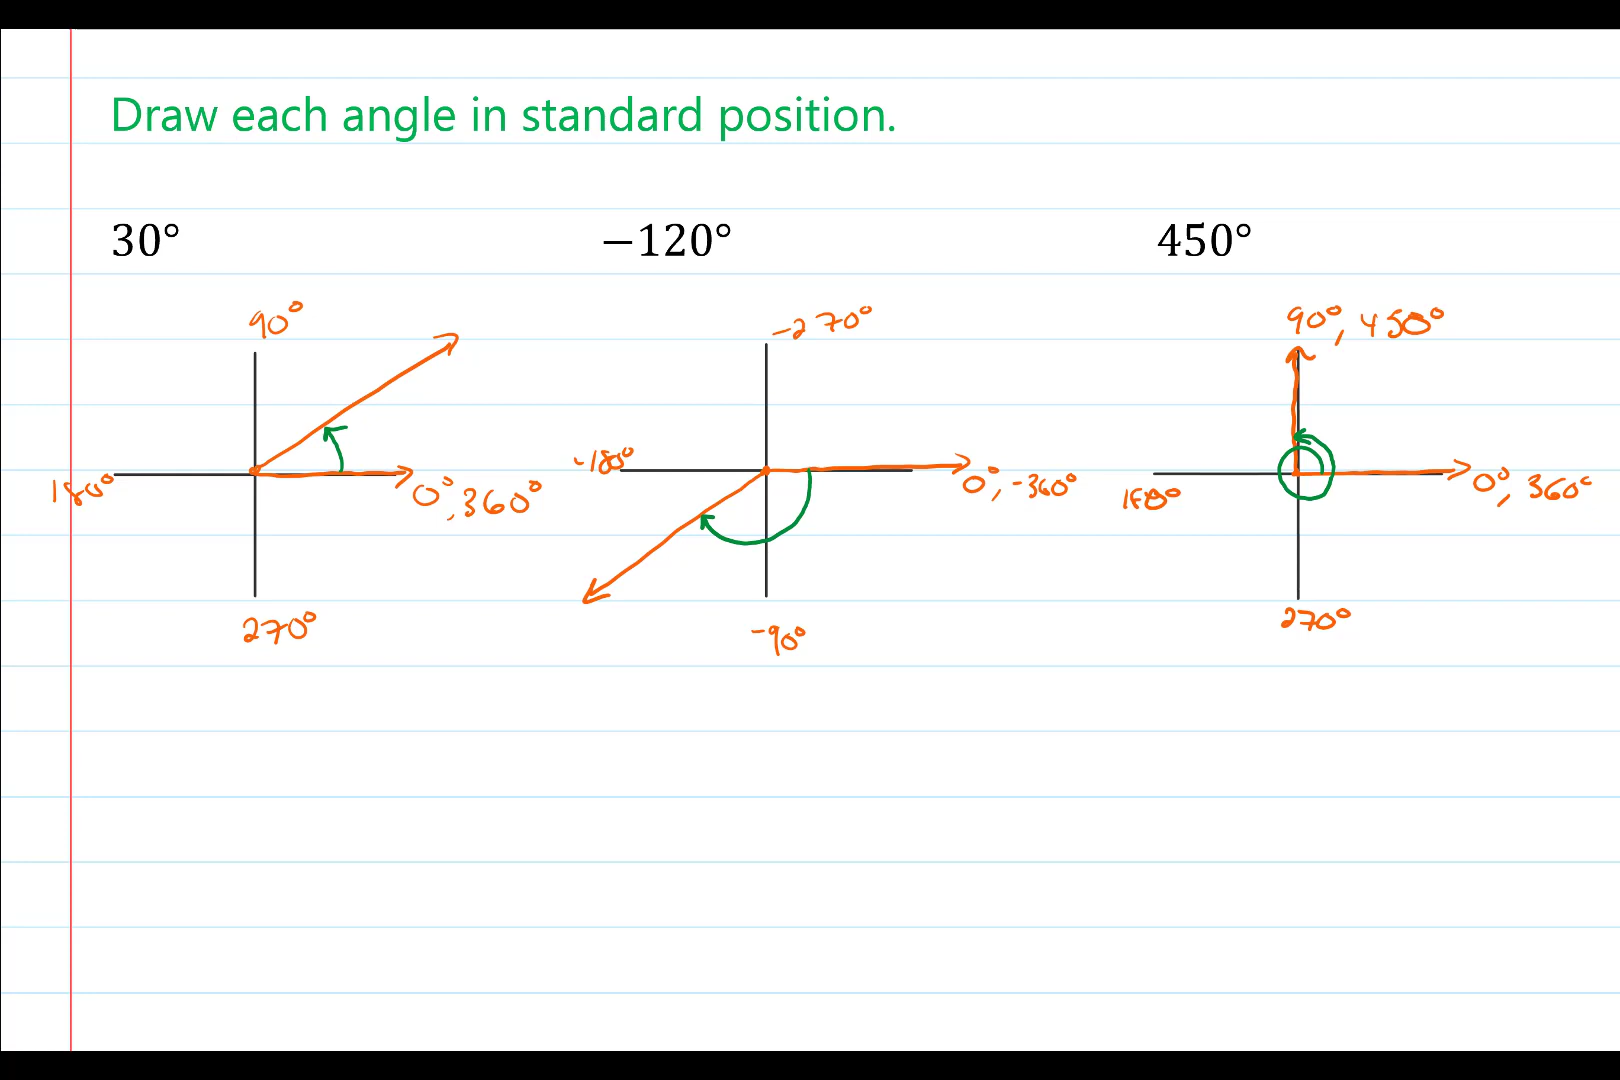 Draw each angle in standard position.
30° −120° 450°
90° -270° 90°, 450°
180° 0°, 360° -180° 0°, -360° 180° 0°, 360°
270° -90° 270°